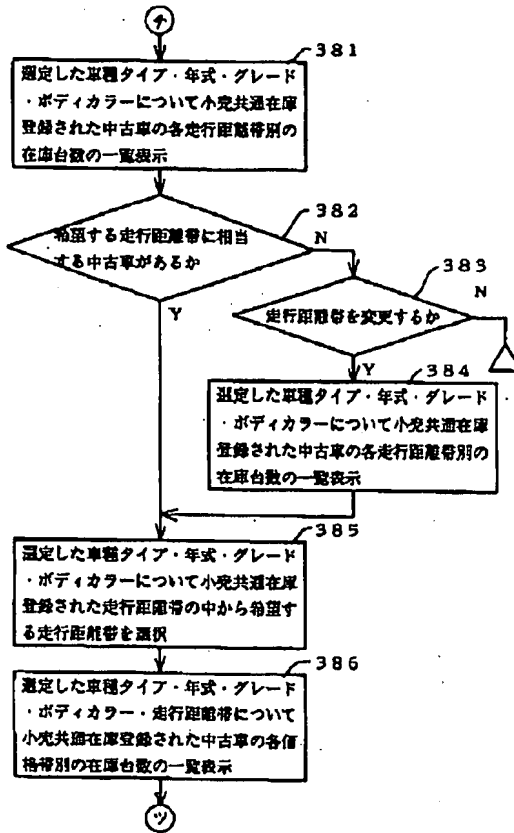 381
選定した車種タイプ・年式・グレード
・ボディカラーについて小売共通在庫
登録された中古車の各走行距離帯別の
在庫台数の一覧表示
382
希望する走行距離帯に相当
する中古車があるか
N
Y
383
走行距離帯を変更するか
N
Y
384
選定した車種タイプ・年式・グレード
・ボディカラーについて小売共通在庫
登録された中古車の各走行距離帯別の
在庫台数の一覧表示
385
選定した車種タイプ・年式・グレード
・ボディカラーについて小売共通在庫
登録された走行距離帯の中から希望す
る走行距離帯を選択
386
選定した車種タイプ・年式・グレード
・ボディカラー・走行距離帯について
小売共通在庫登録された中古車の各価
格帯別の在庫台数の一覧表示
ツ